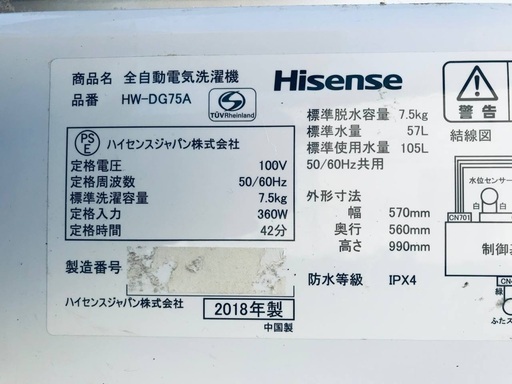 商品名 全自動電気洗濯機
品番 HW-DG75A
TÜVRheinland
Hisense
PS
E
ハイセンスジャパン株式会社
定格電圧 100V
定格周波数 50/60Hz
標準洗濯容量 7.5kg
定格入力 360W
定格時間 42分
製造番号
ハイセンスジャパン株式会社
2018年製
中国製
標準脱水容量 7.5kg
標準水量 57L
標準使用水量 105L
50/60Hz共用
外形寸法
幅 570mm
奥行 560mm
高さ 990mm
防水等級 IPX4
警告
結線図
水位センサー
白 白
CN701
制御
緑